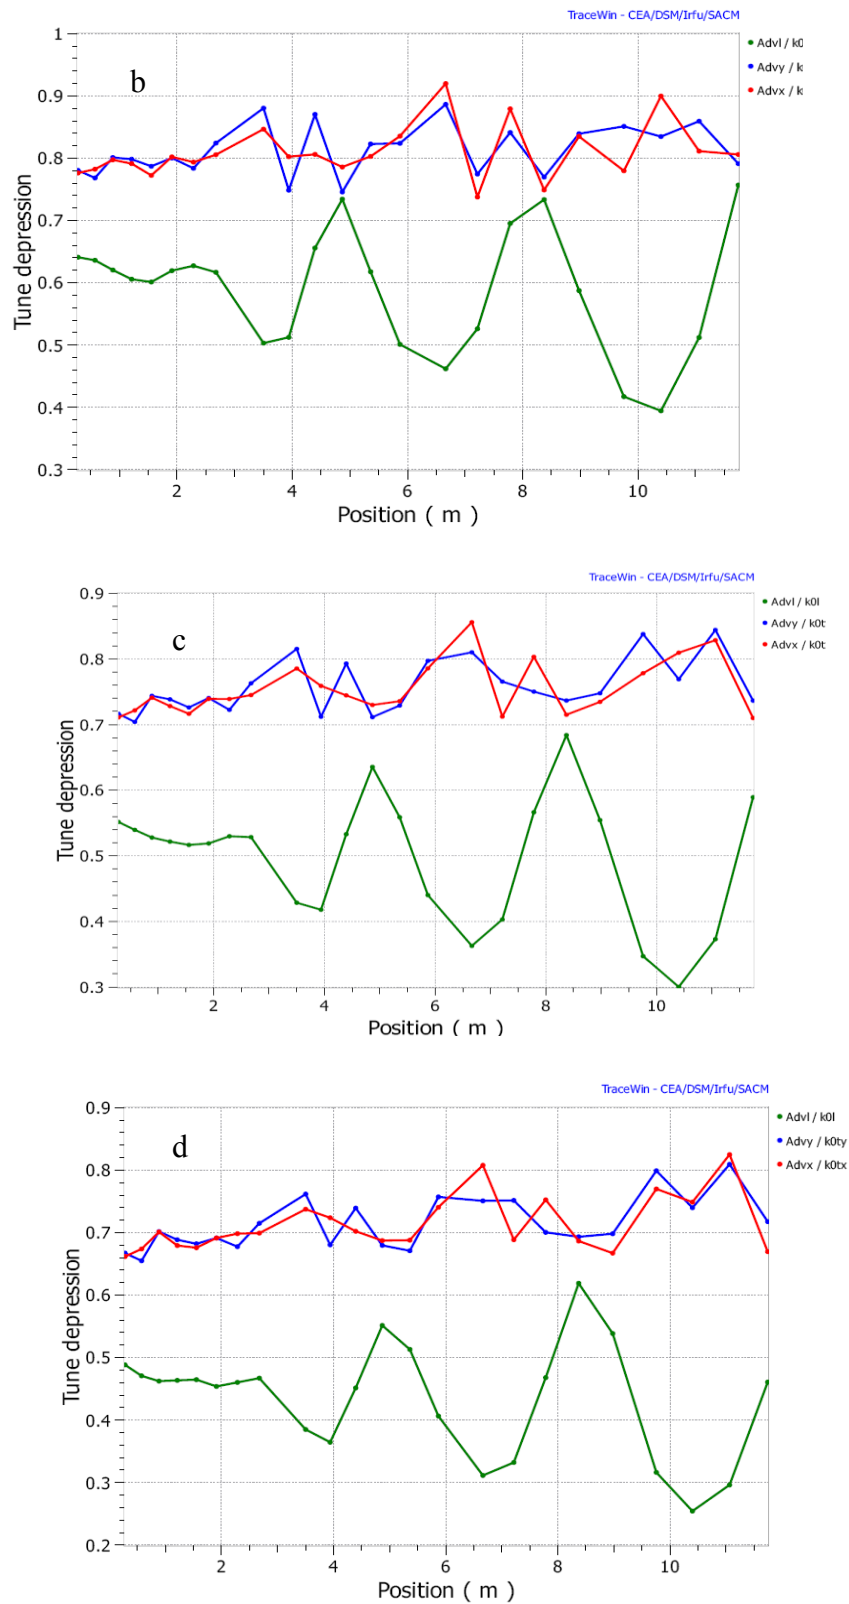 TraceWin - CEA/DSM/Irfu/SACM
b
1
0.9
0.8
0.7
0.6
0.5
0.4
0.3
Tune depression
2 4 6 8 10
Position ( m )
Advl / k0
Advy / k
Advx / k
TraceWin - CEA/DSM/Irfu/SACM
c
0.9
0.8
0.7
0.6
0.5
0.4
0.3
Tune depression
2 4 6 8 10
Position ( m )
Advl / k0l
Advy / k0t
Advx / k0t
TraceWin - CEA/DSM/Irfu/SACM
d
0.9
0.8
0.7
0.6
0.5
0.4
0.3
0.2
Tune depression
2 4 6 8 10
Position ( m )
Advl / k0l
Advy / k0ty
Advx / k0tx